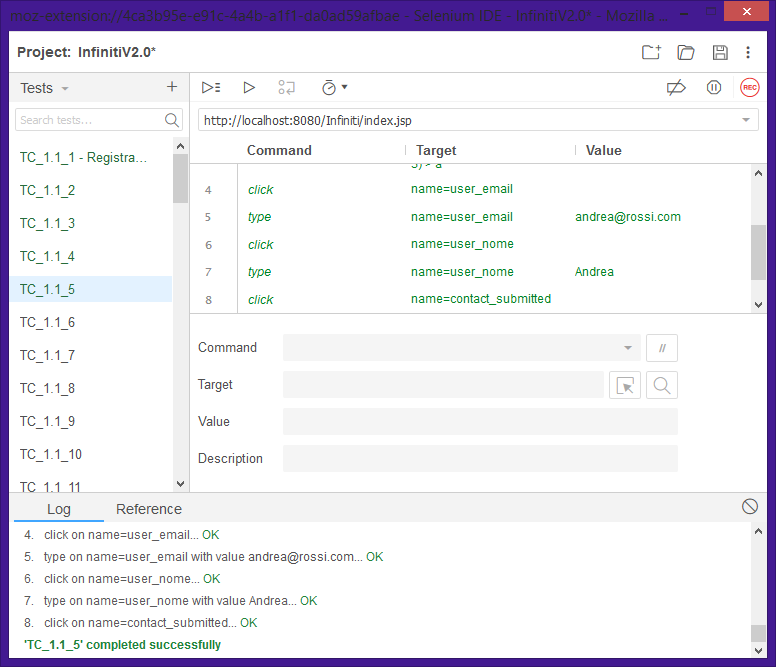 moz-extension://4ca3b95e-e91c-4a4b-a1f1-da0ad59afbae - Selenium IDE - InfinitiV2.0* - Mozilla ...
Project: InfinitiV2.0*
Tests
Search tests...
TC_1.1_1 - Registra...
TC_1.1_2
TC_1.1_3
TC_1.1_4
TC_1.1_5
TC_1.1_6
TC_1.1_7
TC_1.1_8
TC_1.1_9
TC_1.1_10
TC_1.1_11
REC
http://localhost:8080/Infiniti/index.jsp
Command Target Value
4 click name=user_email
5 type name=user_email andrea@rossi.com
6 click name=user_nome
7 type name=user_nome Andrea
8 click name=contact_submitted
Command //
Target
Value
Description
Log Reference
4. click on name=user_email... OK
5. type on name=user_email with value andrea@rossi.com... OK
6. click on name=user_nome... OK
7. type on name=user_nome with value Andrea... OK
8. click on name=contact_submitted... OK
'TC_1.1_5' completed successfully